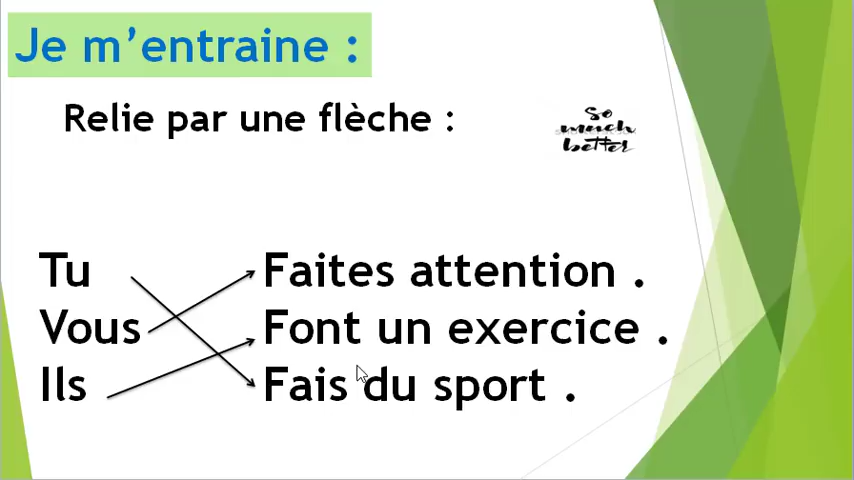 Je m’entraine :
Relie par une flèche :
So
much
better
Tu
Faites attention .
Vous
Font un exercice .
Ils
Fais du sport .